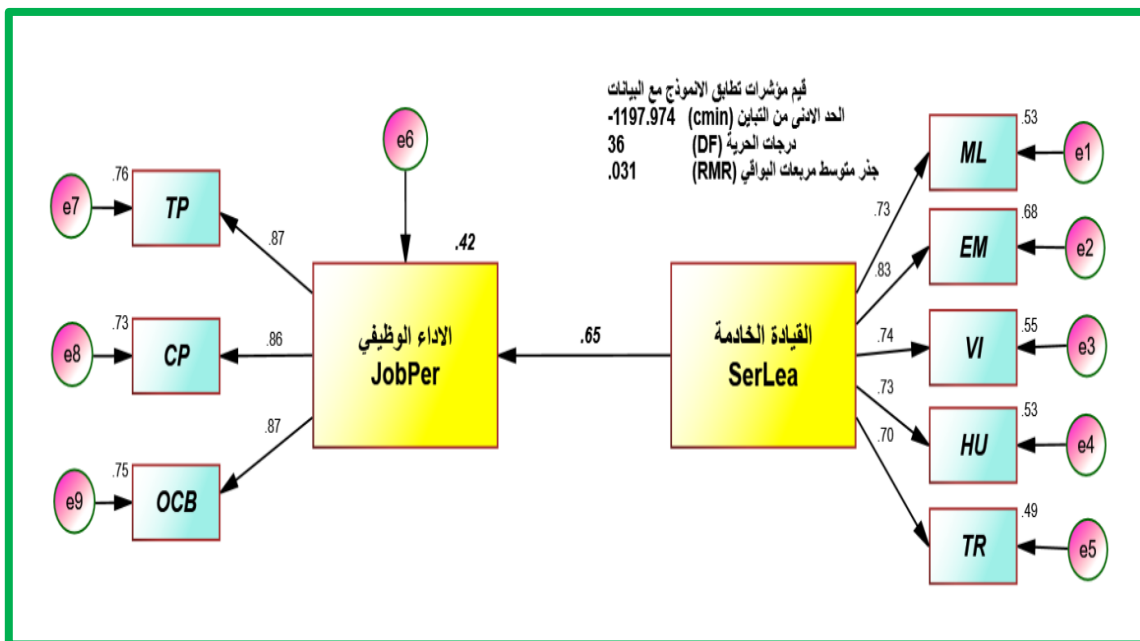 قيم مؤشرات تطابق الانموذج مع البيانات
الحد الادنى من التباين (cmin) -1197.974
درجات الحرية (DF) 36
جذر متوسط مربعات البواقي (RMR) .031
e6
.76
TP
e7
.87
.42
.73
CP
e8
.86
الاداء الوظيفي
JobPer
.75
OCB
e9
.87
.65
القيادة الخادمة
SerLea
.73
ML
.53
e1
.83
EM
.68
e2
.74
VI
.55
e3
.73
HU
.53
e4
.70
TR
.49
e5